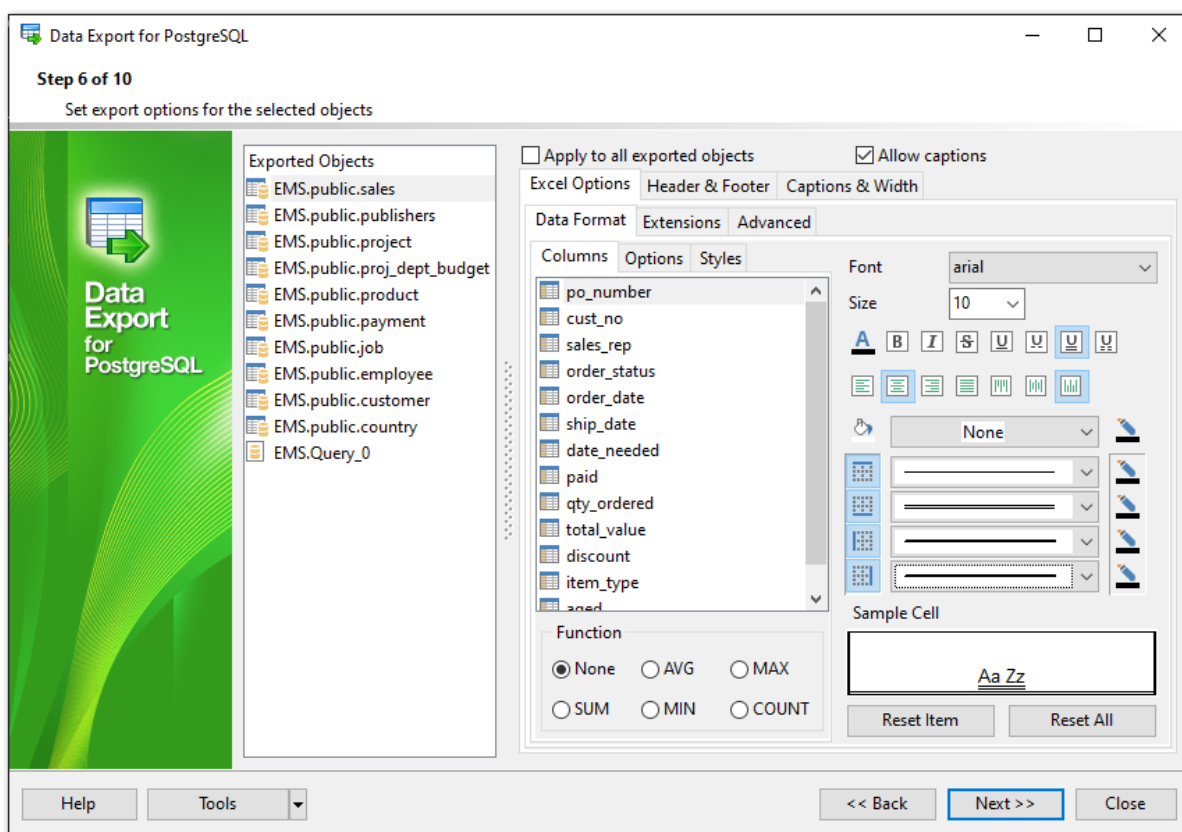 Data Export for PostgreSQL
Step 6 of 10
Set export options for the selected objects
Data
Export
for
PostgreSQL
Exported Objects
EMS.public.sales
EMS.public.publishers
EMS.public.project
EMS.public.proj_dept_budget
EMS.public.product
EMS.public.payment
EMS.public.job
EMS.public.employee
EMS.public.customer
EMS.public.country
EMS.Query_0
Apply to all exported objects
Allow captions
Excel Options Header & Footer Captions & Width
Data Format Extensions Advanced
Columns Options Styles
po_number
cust_no
sales_rep
order_status
order_date
ship_date
date_needed
paid
qty_ordered
total_value
discount
item_type
aged
Function
None AVG MAX
SUM MIN COUNT
Font arial
Size 10
A B I S U U U U
None
Sample Cell
Aa Zz
Reset Item Reset All
Help Tools << Back Next >> Close